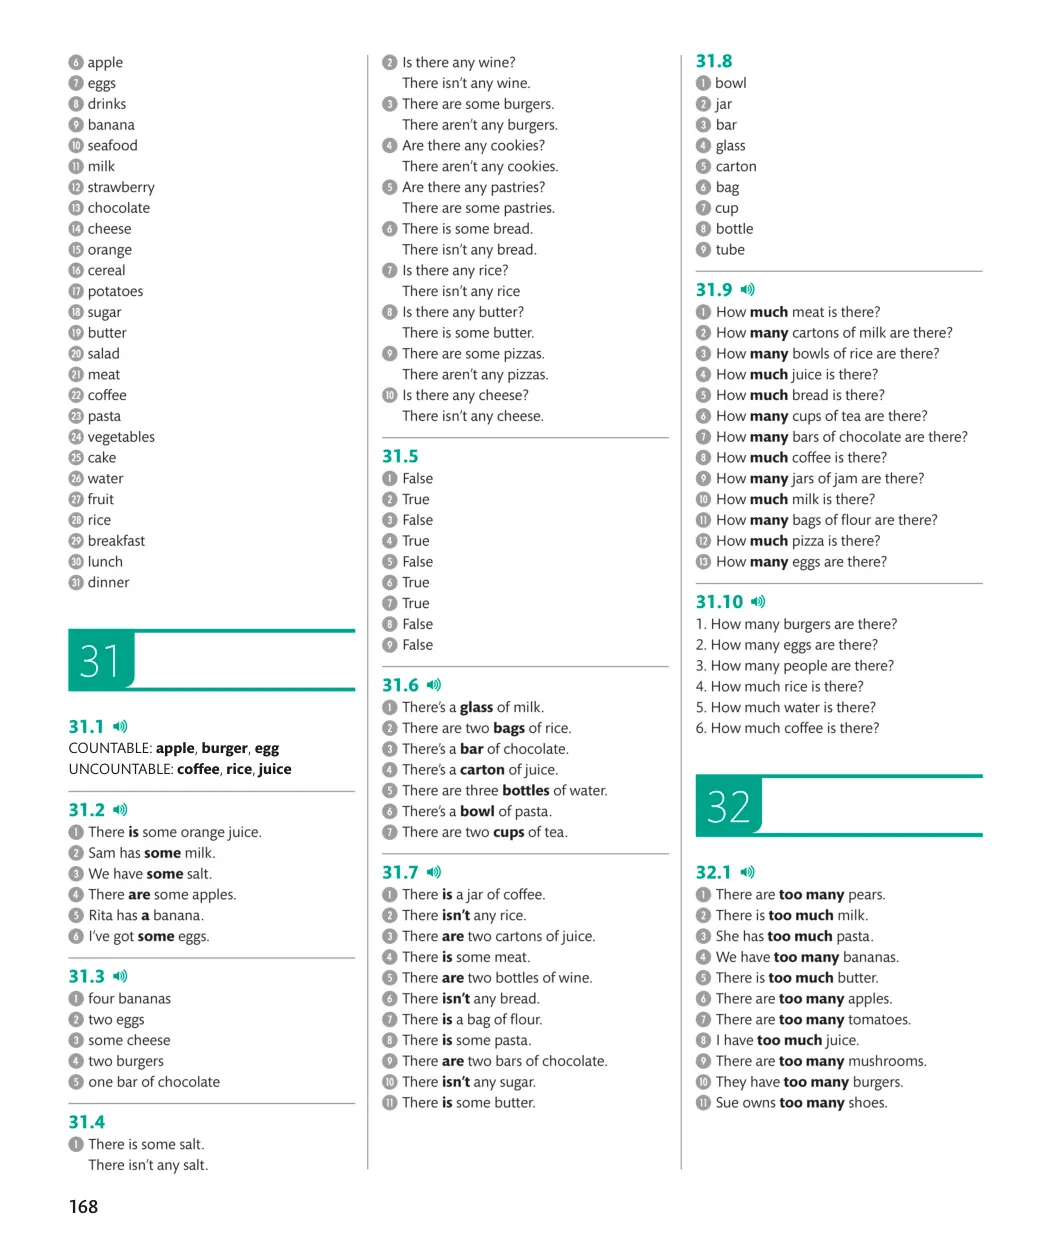 6 apple
7 eggs
8 drinks
9 banana
10 seafood
11 milk
12 strawberry
13 chocolate
14 cheese
15 orange
16 cereal
17 potatoes
18 sugar
19 butter
20 salad
21 meat
22 coffee
23 pasta
24 vegetables
25 cake
26 water
27 fruit
28 rice
29 breakfast
30 lunch
31 dinner
31
31.1
COUNTABLE: apple, burger, egg
UNCOUNTABLE: coffee, rice, juice
31.2
1 There is some orange juice.
2 Sam has some milk.
3 We have some salt.
4 There are some apples.
5 Rita has a banana.
6 I've got some eggs.
31.3
1 four bananas
2 two eggs
3 some cheese
4 two burgers
5 one bar of chocolate
31.4
1 There is some salt.
There isn't any salt.
2 Is there any wine?
There isn't any wine.
3 There are some burgers.
There aren't any burgers.
4 Are there any cookies?
There aren't any cookies.
5 Are there any pastries?
There are some pastries.
6 There is some bread.
There isn't any bread.
7 Is there any rice?
There isn't any rice
8 Is there any butter?
There is some butter.
9 There are some pizzas.
There aren't any pizzas.
10 Is there any cheese?
There isn't any cheese.
31.5
1 False
2 True
3 False
4 True
5 False
6 True
7 True
8 False
9 False
31.6
1 There's a glass of milk.
2 There are two bags of rice.
3 There's a bar of chocolate.
4 There's a carton of juice.
5 There are three bottles of water.
6 There's a bowl of pasta.
7 There are two cups of tea.
31.7
1 There is a jar of coffee.
2 There isn't any rice.
3 There are two cartons of juice.
4 There is some meat.
5 There are two bottles of wine.
6 There isn't any bread.
7 There is a bag of flour.
8 There is some pasta.
9 There are two bars of chocolate.
10 There isn't any sugar.
11 There is some butter.
31.8
1 bowl
2 jar
3 bar
4 glass
5 carton
6 bag
7 cup
8 bottle
9 tube
31.9
1 How much meat is there?
2 How many cartons of milk are there?
3 How many bowls of rice are there?
4 How much juice is there?
5 How much bread is there?
6 How many cups of tea are there?
7 How many bars of chocolate are there?
8 How much coffee is there?
9 How many jars of jam are there?
10 How much milk is there?
11 How many bags of flour are there?
12 How much pizza is there?
13 How many eggs are there?
31.10
1. How many burgers are there?
2. How many eggs are there?
3. How many people are there?
4. How much rice is there?
5. How much water is there?
6. How much coffee is there?
32
32.1
1 There are too many pears.
2 There is too much milk.
3 She has too much pasta.
4 We have too many bananas.
5 There is too much butter.
6 There are too many apples.
7 There are too many tomatoes.
8 I have too much juice.
9 There are too many mushrooms.
10 They have too many burgers.
11 Sue owns too many shoes.
168